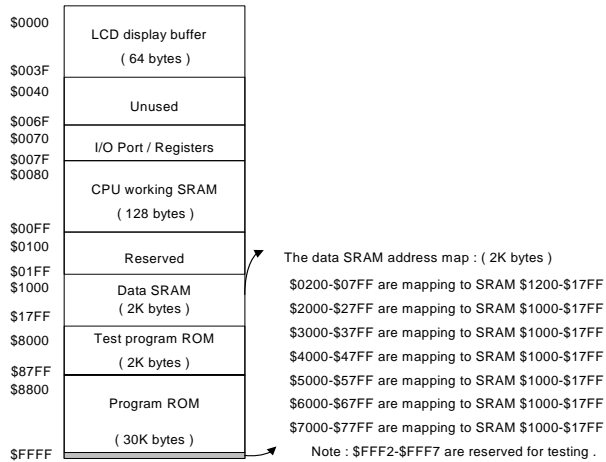 $0000
LCD display buffer
( 64 bytes )
$003F
$0040
Unused
$006F
$0070
I/O Port / Registers
$007F
$0080
CPU working SRAM
( 128 bytes )
$00FF
$0100
Reserved
$01FF
$1000
Data SRAM
( 2K bytes )
$17FF
$8000
Test program ROM
( 2K bytes )
$87FF
$8800
Program ROM
( 30K bytes )
$FFFF
The data SRAM address map : ( 2K bytes )
$0200-$07FF are mapping to SRAM $1200-$17FF
$2000-$27FF are mapping to SRAM $1000-$17FF
$3000-$37FF are mapping to SRAM $1000-$17FF
$4000-$47FF are mapping to SRAM $1000-$17FF
$5000-$57FF are mapping to SRAM $1000-$17FF
$6000-$67FF are mapping to SRAM $1000-$17FF
$7000-$77FF are mapping to SRAM $1000-$17FF
Note : $FFF2-$FFF7 are reserved for testing .